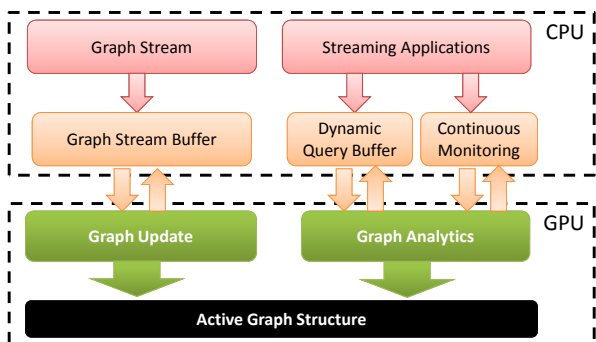 CPU
Graph Stream
Streaming Applications
Graph Stream Buffer
Dynamic
Query Buffer
Continuous
Monitoring
GPU
Graph Update
Graph Analytics
Active Graph Structure